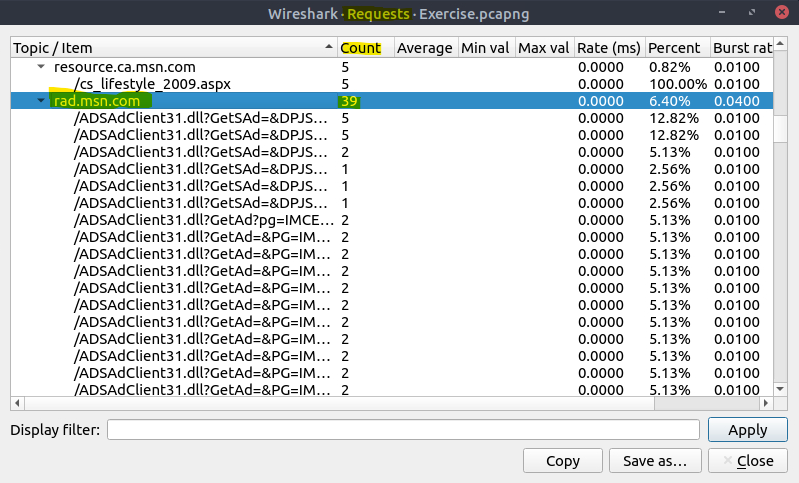 Wireshark · Requests · Exercise.pcapng
Topic / Item Count Average Min val Max val Rate (ms) Percent Burst rat
resource.ca.msn.com 5 0.0000 0.82% 0.0100
/cs_lifestyle_2009.aspx 5 0.0000 100.00% 0.0100
rad.msn.com 39 0.0000 6.40% 0.0400
/ADSAdClient31.dll?GetSAd=&DPJS... 5 0.0000 12.82% 0.0100
/ADSAdClient31.dll?GetSAd=&DPJS... 5 0.0000 12.82% 0.0100
/ADSAdClient31.dll?GetSAd=&DPJS... 2 0.0000 5.13% 0.0100
/ADSAdClient31.dll?GetSAd=&DPJS... 1 0.0000 2.56% 0.0100
/ADSAdClient31.dll?GetSAd=&DPJS... 1 0.0000 2.56% 0.0100
/ADSAdClient31.dll?GetSAd=&DPJS... 1 0.0000 2.56% 0.0100
/ADSAdClient31.dll?GetAd?pg=IMCE... 2 0.0000 5.13% 0.0100
/ADSAdClient31.dll?GetAd=&PG=IM... 2 0.0000 5.13% 0.0100
/ADSAdClient31.dll?GetAd=&PG=IM... 2 0.0000 5.13% 0.0100
/ADSAdClient31.dll?GetAd=&PG=IM... 2 0.0000 5.13% 0.0100
/ADSAdClient31.dll?GetAd=&PG=IM... 2 0.0000 5.13% 0.0100
/ADSAdClient31.dll?GetAd=&PG=IM... 2 0.0000 5.13% 0.0100
/ADSAdClient31.dll?GetAd=&PG=IM... 2 0.0000 5.13% 0.0100
/ADSAdClient31.dll?GetAd=&PG=IM... 2 0.0000 5.13% 0.0100
/ADSAdClient31.dll?GetAd=&PG=IM... 2 0.0000 5.13% 0.0100
/ADSAdClient31.dll?GetAd=&PG=IM... 2 0.0000 5.13% 0.0100
/ADSAdClient31.dll?GetAd=&PG=IM... 2 0.0000 5.13% 0.0100
Display filter: Apply
Copy Save as... Close